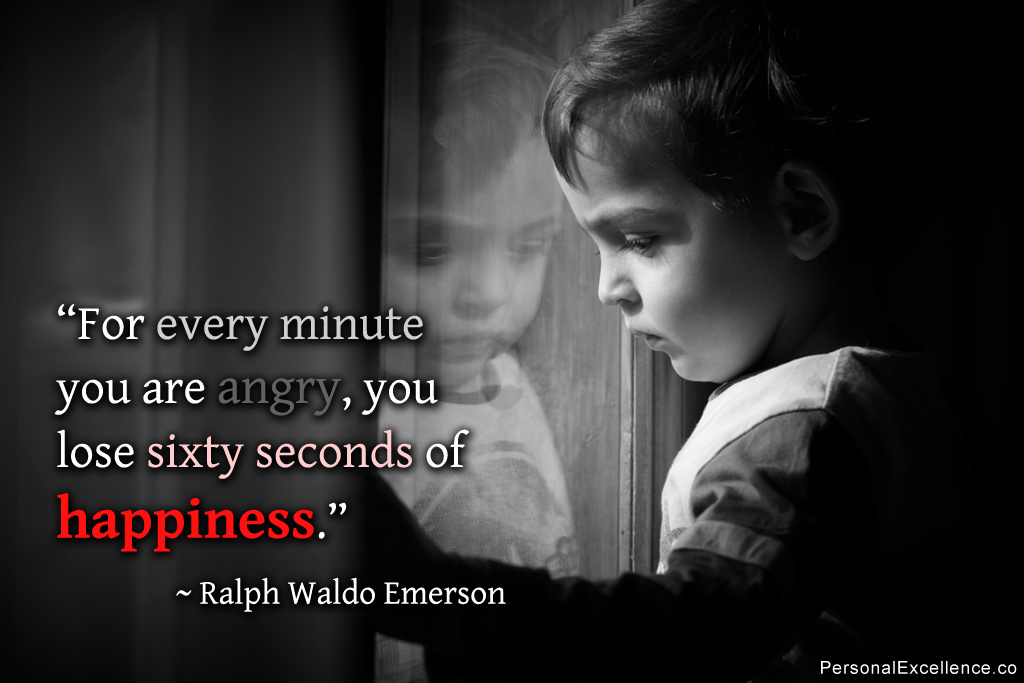 “For every minute
you are angry, you
lose sixty seconds of
happiness.”
~ Ralph Waldo Emerson
PersonalExcellence.co